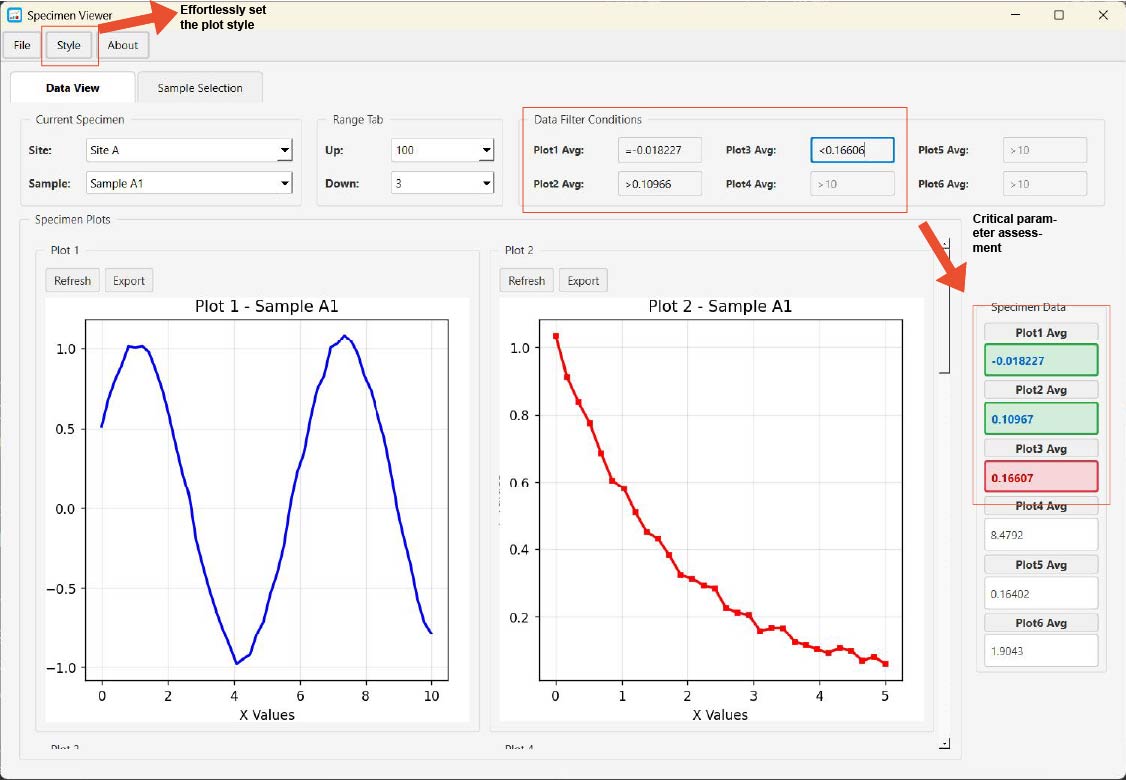 Specimen Viewer
Effortlessly set
the plot style
File Style About
Data View Sample Selection
Current Specimen
Site: Site A
Sample: Sample A1
Range Tab
Up: 100
Down: 3
Data Filter Conditions
Plot1 Avg: =-0.018227 Plot3 Avg: <0.16606 Plot5 Avg: >10
Plot2 Avg: >0.10966 Plot4 Avg: >10 Plot6 Avg: >10
Critical param-
eter assess-
ment
Specimen Plots
Plot 1
Refresh Export
Plot 1 - Sample A1
1.0
0.5
0.0
−0.5
−1.0
0 2 4 6 8 10
X Values
Plot 2
Refresh Export
Plot 2 - Sample A1
1.0
0.8
0.6
0.4
0.2
0 1 2 3 4 5
X Values
Specimen Data
Plot1 Avg
-0.018227
Plot2 Avg
0.10967
Plot3 Avg
0.16607
Plot4 Avg
8.4792
Plot5 Avg
0.16402
Plot6 Avg
1.9043
Plot 4